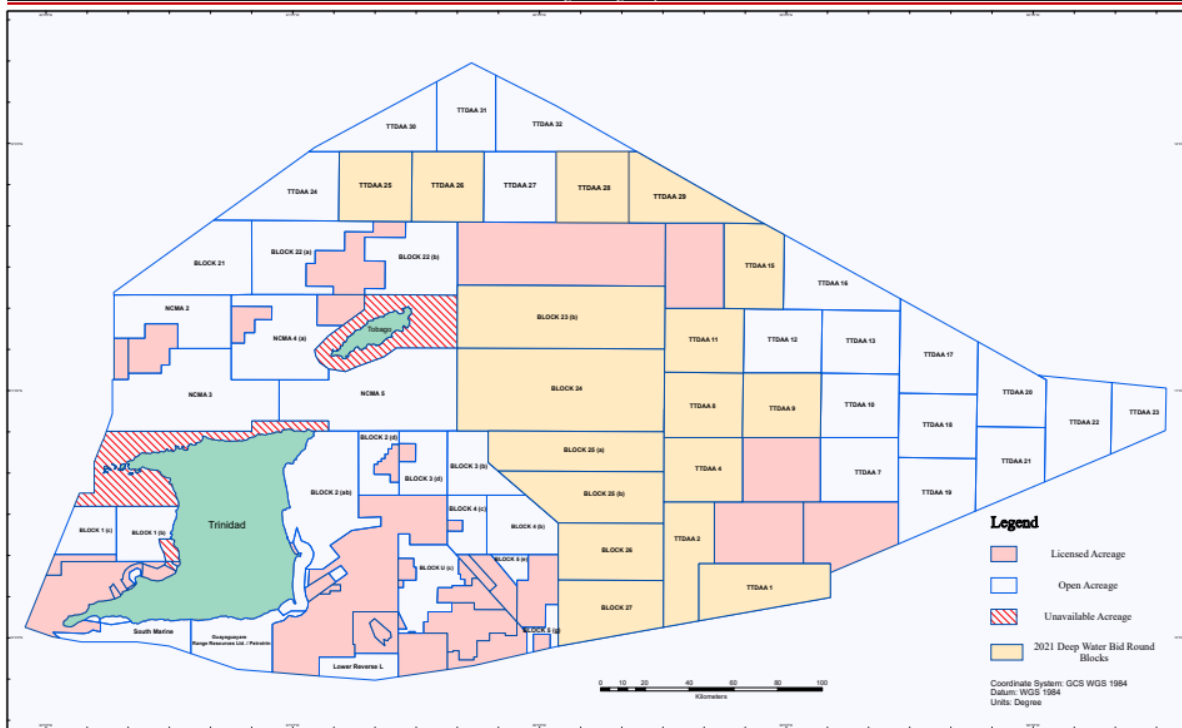 TTDAA 31
TTDAA 30
TTDAA 32
TTDAA 24
TTDAA 25
TTDAA 26
TTDAA 27
TTDAA 28
TTDAA 29
BLOCK 21
BLOCK 22 (a)
BLOCK 22 (b)
TTDAA 15
TTDAA 16
NCMA 2
NCMA 4 (a)
Tobago
BLOCK 23 (b)
TTDAA 11
TTDAA 12
TTDAA 13
TTDAA 17
NCMA 3
NCMA 5
BLOCK 24
TTDAA 8
TTDAA 9
TTDAA 10
TTDAA 18
TTDAA 20
TTDAA 22
TTDAA 23
BLOCK 2 (d)
BLOCK 2 (ab)
BLOCK 3 (d)
BLOCK 3 (b)
BLOCK 25 (a)
TTDAA 4
TTDAA 7
TTDAA 21
TTDAA 19
BLOCK 25 (b)
BLOCK 1 (c)
BLOCK 1 (b)
Trinidad
BLOCK 4 (c)
BLOCK 4 (b)
TTDAA 2
BLOCK U (c)
BLOCK 26
TTDAA 1
BLOCK 27
South Marine
Guayaguayare
Range Resources Ltd. / Petrotrin
Lower Reverse L
0 10 20 40 60 80 100
Kilometers
Legend
Licensed Acreage
Open Acreage
Unavailable Acreage
2021 Deep Water Bid Round
Blocks
Coordinate System: GCS WGS 1984
Datum: WGS 1984
Units: Degree